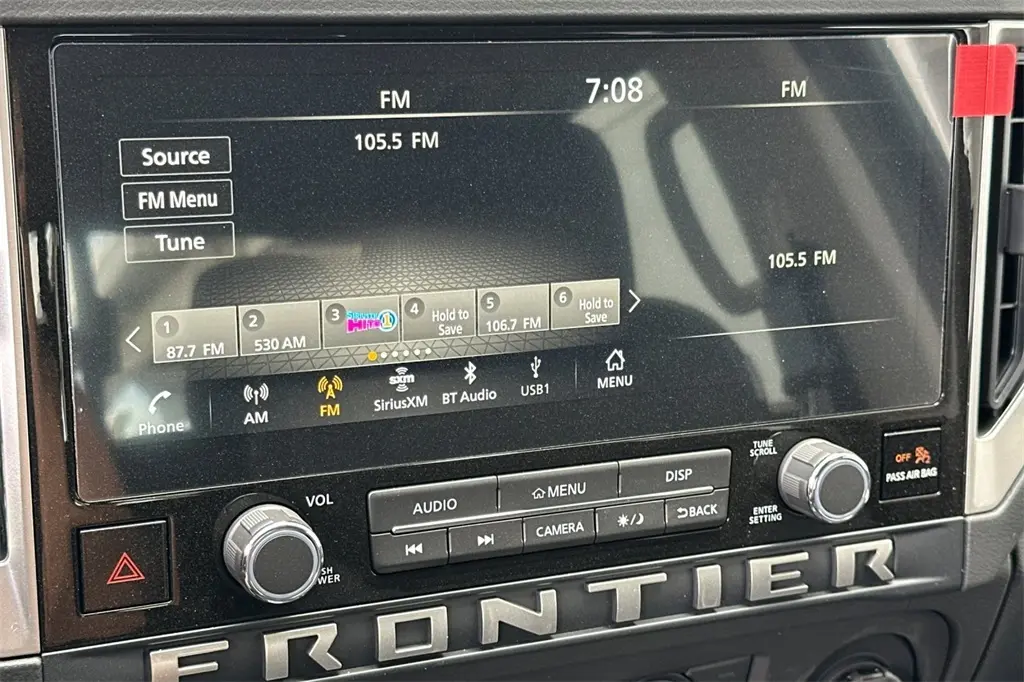 FM
7:08
FM
105.5 FM
Source
FM Menu
Tune
105.5 FM
1
87.7 FM
2
530 AM
3
4
Hold to
Save
5
106.7 FM
6
Hold to
Save
Phone
AM
FM
sxm
SiriusXM
BT Audio
USB1
MENU
VOL
AUDIO
MENU
DISP
CAMERA
BACK
TUNE
SCROLL
ENTER
SETTING
OFF
PASS AIR BAG
FRONTIER